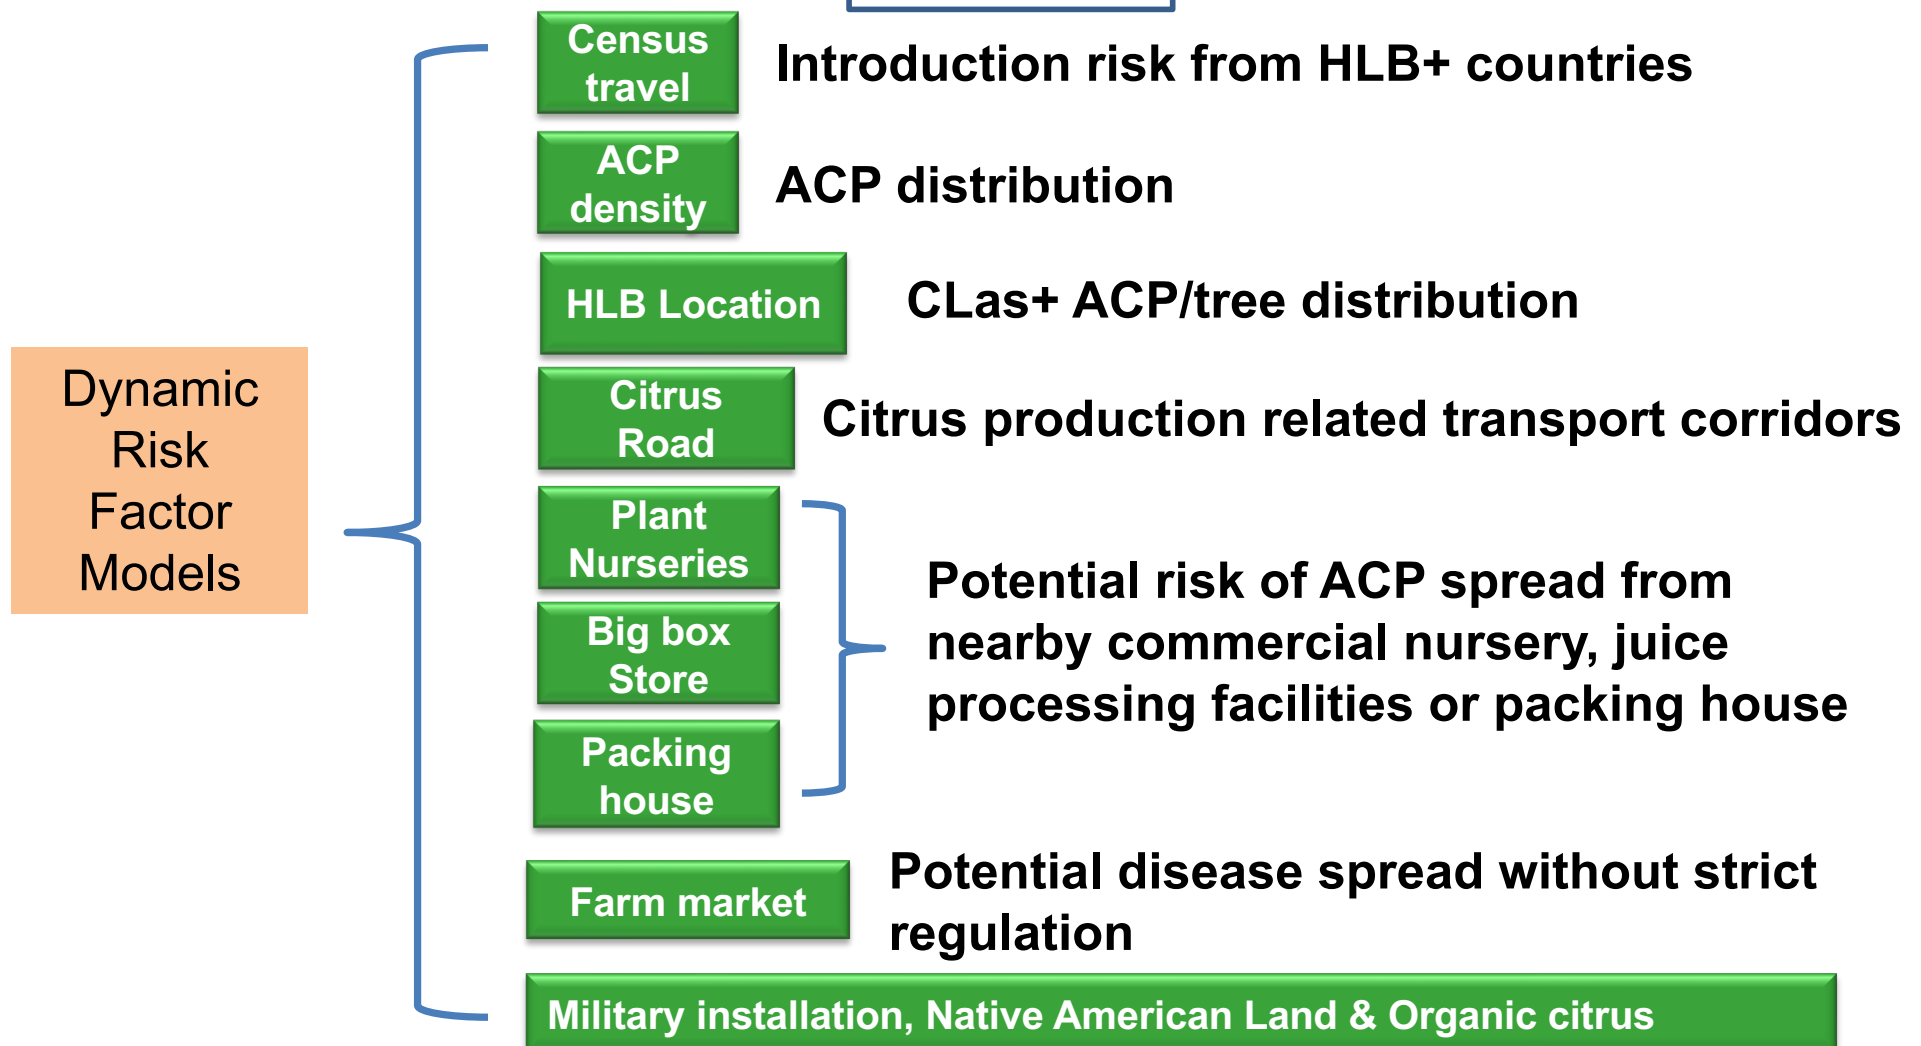 Dynamic
Risk
Factor
Models
Census
travel
Introduction risk from HLB+ countries
ACP
density
ACP distribution
HLB Location
CLas+ ACP/tree distribution
Citrus
Road
Citrus production related transport corridors
Plant
Nurseries
Big box
Store
Packing
house
Potential risk of ACP spread from
nearby commercial nursery, juice
processing facilities or packing house
Farm market
Potential disease spread without strict
regulation
Military installation, Native American Land & Organic citrus